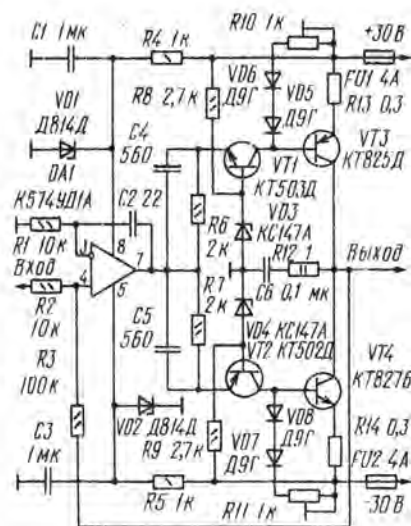 C1 1мк
R4 1к
R10 1к
+30В
VD6
Д9Г
VD5
Д9Г
FU1 4А
R13 0,3
VD1
Д814Д
DA1
R8 2,7к
C4
560
VT1
КТ503Д
VT3
КТ825Д
К574УД1А
C2 22
R1 10к
R6
2к
VD3
КС147А
R12 1
Выход
Вход
3
8
7
4
5
R2
10к
R7
2к
C6 0,1 мк
R3
100к
C5
560
VD4 КС147А
VT2 КТ502Д
VT4
КТ827Б
C3
1мк
VD2 Д814Д
R9 2,7к
VD7
Д9Г
VD8
Д9Г
R14 0,3
FU2 4А
R5 1к
R11 1к
-30В